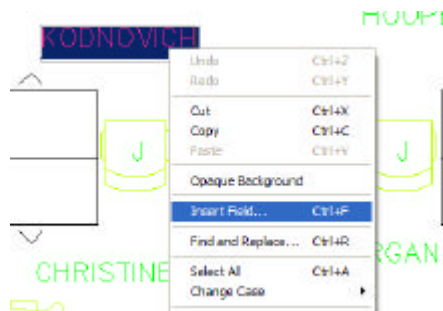 HOOPE
KODNOVICH
Undo Ctrl+Z
Redo Ctrl+Y
Cut Ctrl+X
Copy Ctrl+C
Paste Ctrl+V
J
J
Opaque Background
Insert Field... Ctrl+F
Find and Replace... Ctrl+R
RGAN
CHRISTINE
Select All Ctrl+A
Change Case